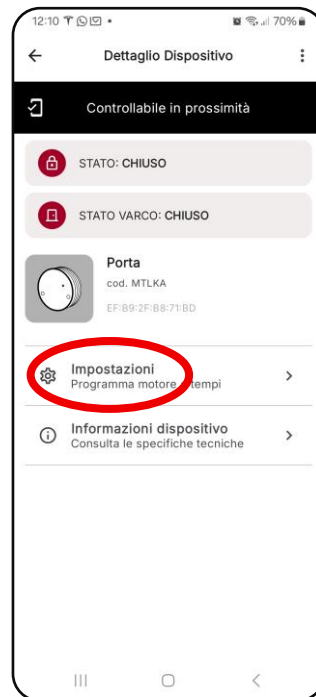 12:10
70%
Dettaglio Dispositivo
Controllabile in prossimità
STATO: CHIUSO
STATO VARCO: CHIUSO
Porta
cod. MTLKA
EF:B9:2F:B8:71:BD
Impostazioni
Programma motore tempi
Informazioni dispositivo
Consulta le specifiche tecniche